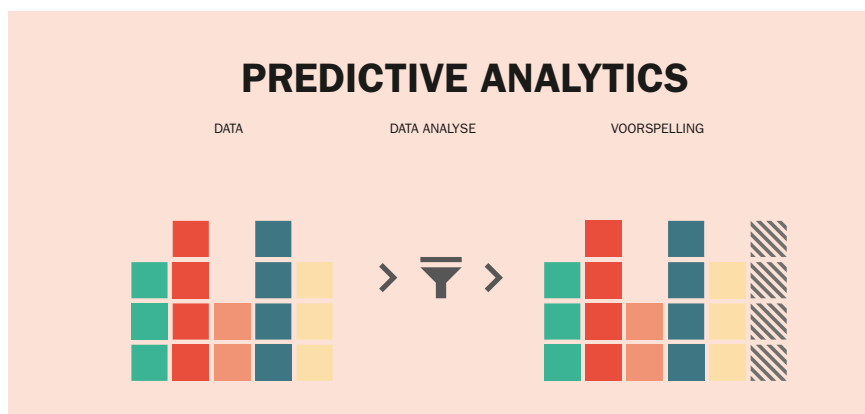 PREDICTIVE ANALYTICS
DATA
DATA ANALYSE
VOORSPELLING